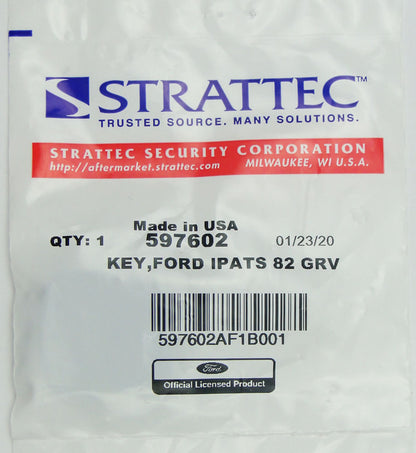 STRATTEC™
TRUSTED SOURCE. MANY SOLUTIONS.
STRATTEC SECURITY CORPORATION
http://aftermarket.strattec.com MILWAUKEE, WI U.S.A.
Made in USA
QTY: 1 597602 01/23/20
KEY,FORD IPATS 82 GRV
597602AF1B001
Ford
Official Licensed Product